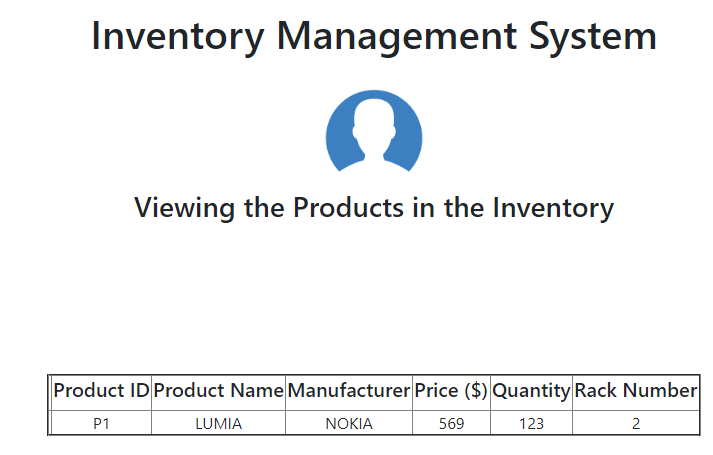 Inventory Management System
Viewing the Products in the Inventory
Product ID Product Name Manufacturer Price ($) Quantity Rack Number
P1 LUMIA NOKIA 569 123 2